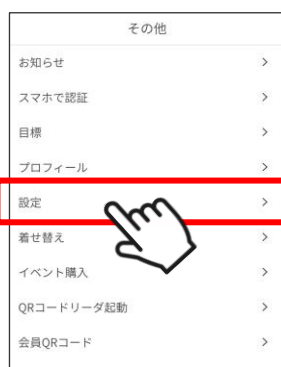 その他
お知らせ
スマホで認証
目標
プロフィール
設定
着せ替え
イベント購入
QRコードリーダ起動
会員QRコード